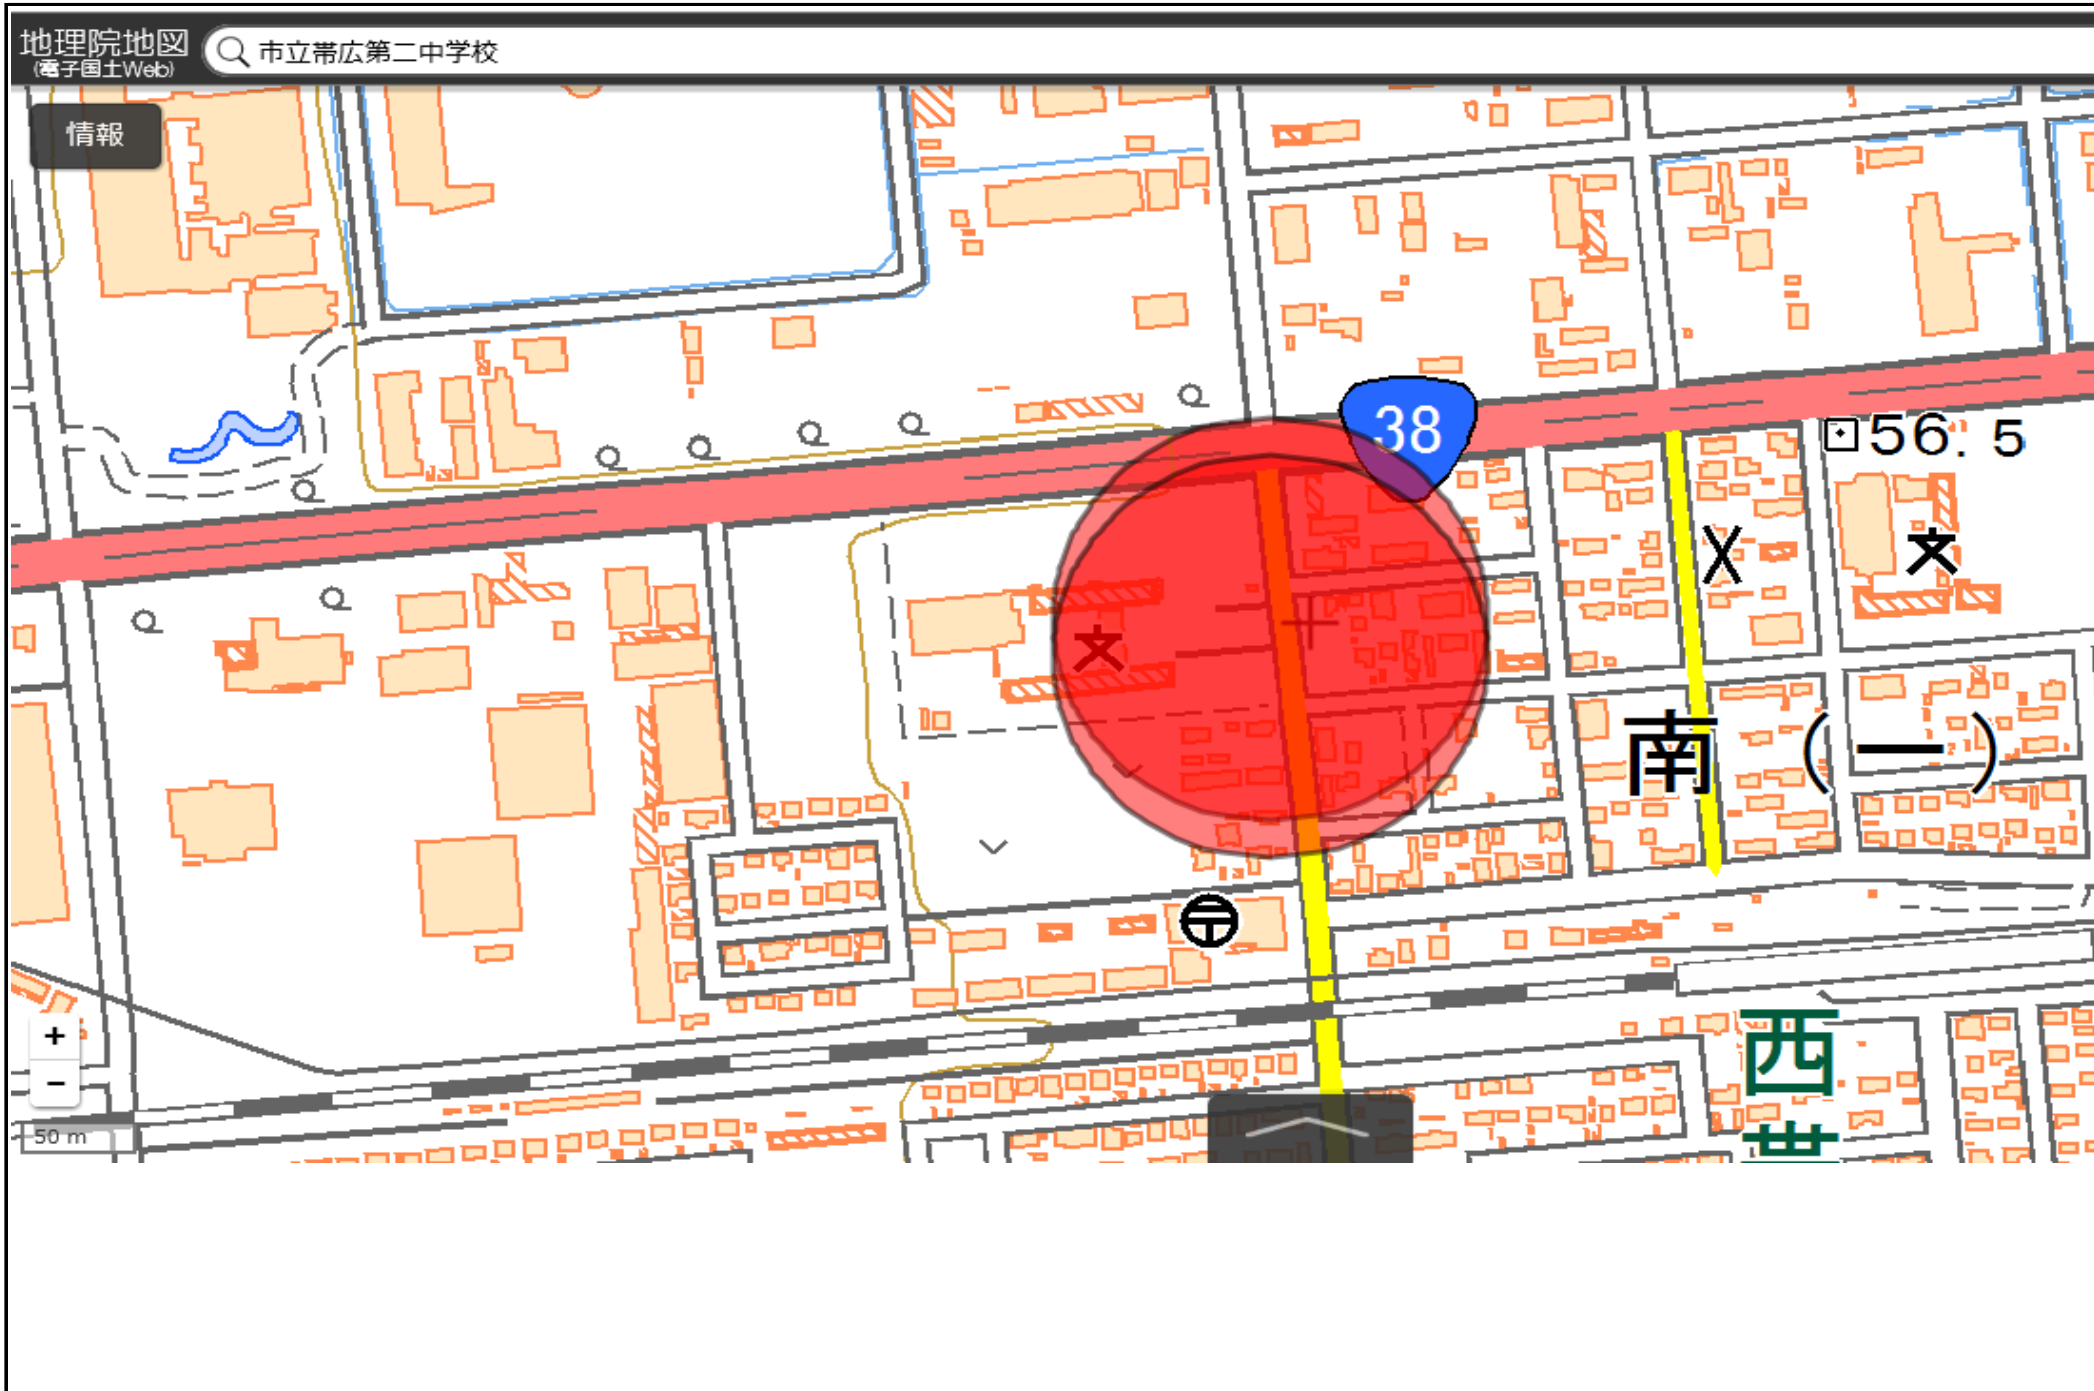 地理院地図
(電子国土Web)
市立帯広第二中学校
情報
38
56.5
南(一)
西
+
−
50 m